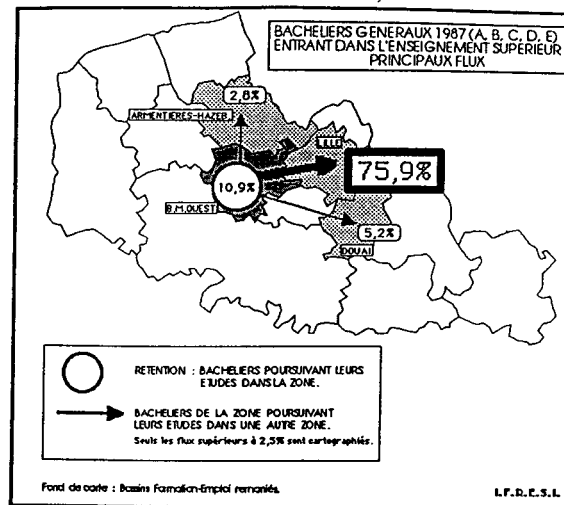 BACHELIERS GENERAUX 1987 (A, B, C, D, E)
ENTRANT DANS L'ENSEIGNEMENT SUPERIEUR
PRINCIPAUX FLUX
2,8%
ARMENTIERES-HAZEB.
LILLE
75,9%
10,9%
B.M.OUEST
5,2%
DOUAI
RETENTION : BACHELIERS POURSUIVANT LEURS
ETUDES DANS LA ZONE.
BACHELIERS DE LA ZONE POURSUIVANT
LEURS ETUDES DANS UNE AUTRE ZONE.
Seuls les flux supérieurs à 2,5% sont cartographiés.
Fond de carte : Bassins Formation-Emploi remaniés.
I.F.R.E.S.I.